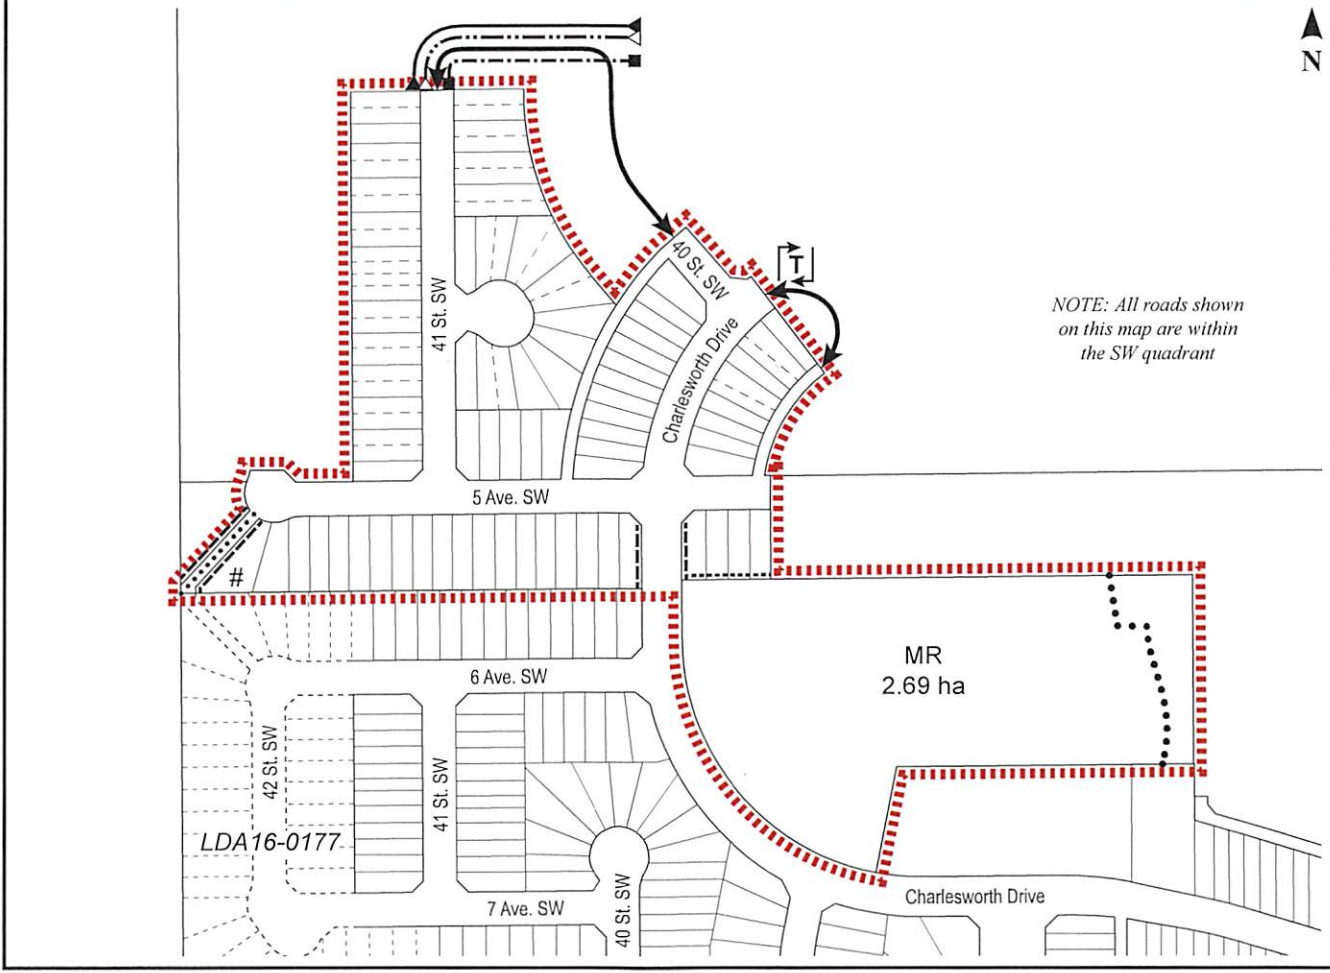 N
40 St. SW
T
41 St. SW
NOTE: All roads shown
on this map are within
the SW quadrant
Charlesworth Drive
5 Ave. SW
#
MR
2.69 ha
6 Ave. SW
42 St. SW
41 St. SW
LDA16-0177
7 Ave. SW
40 St. SW
Charlesworth Drive